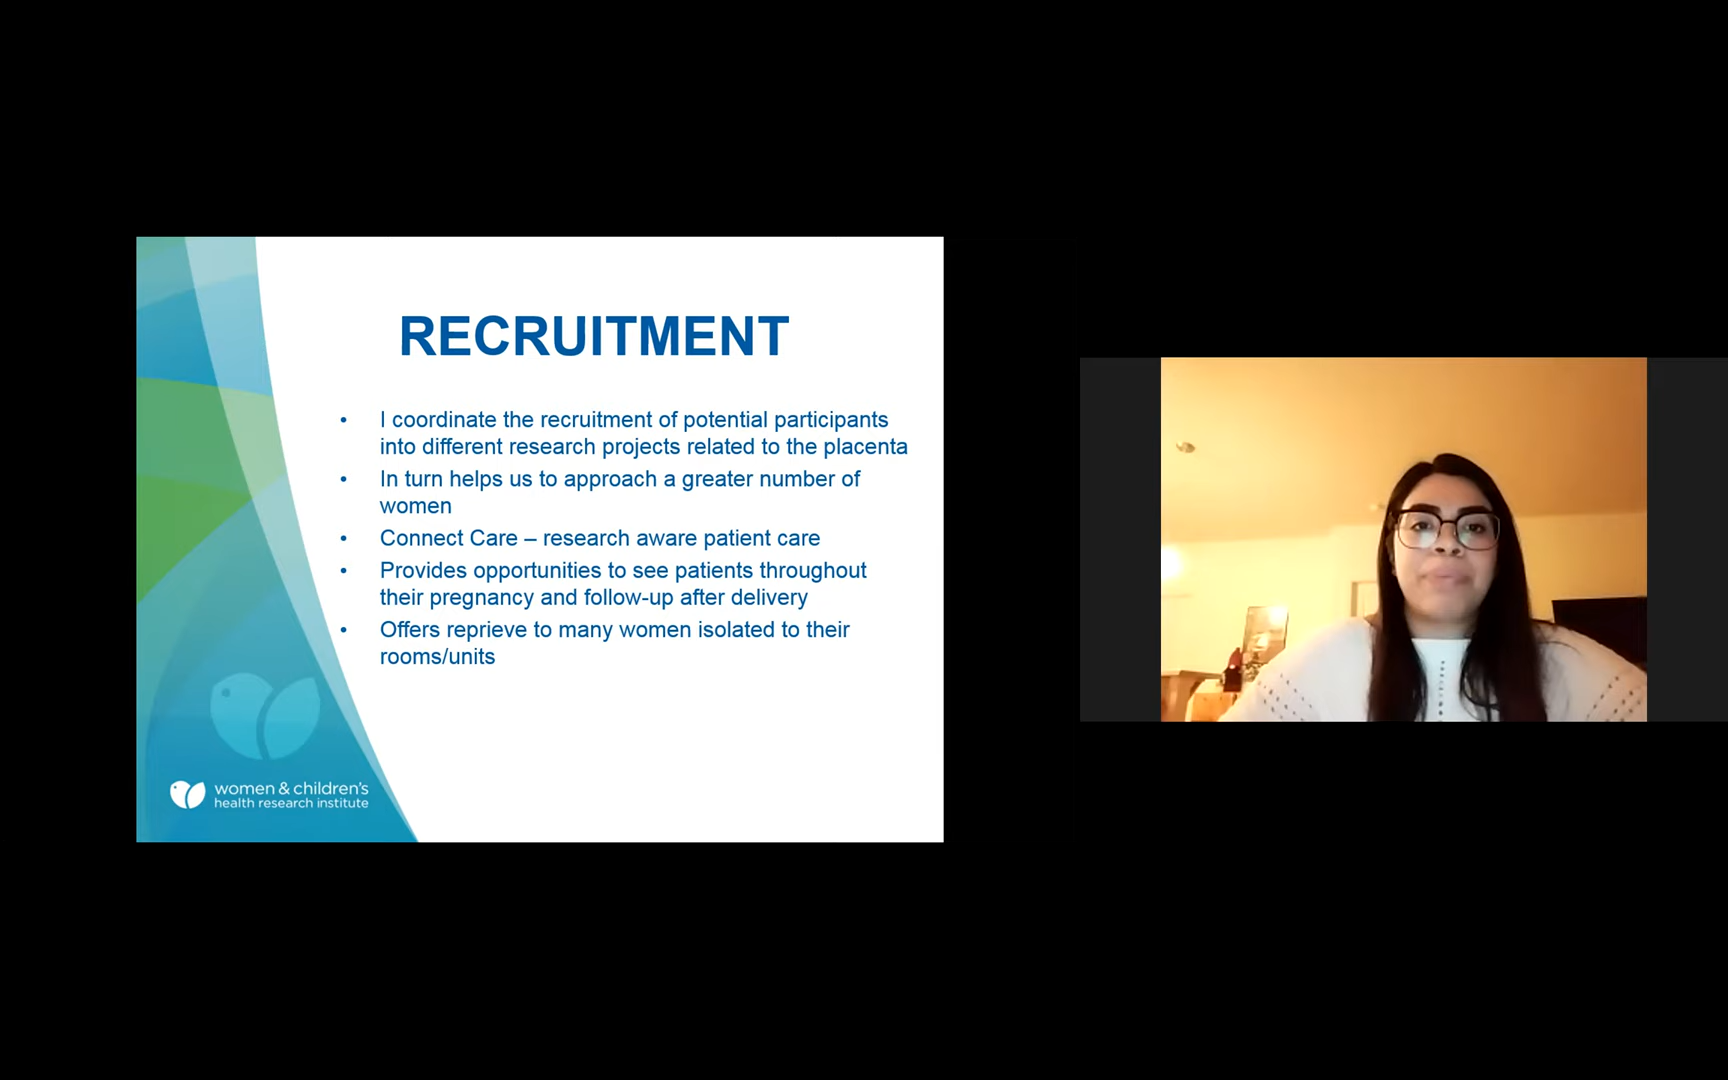 RECRUITMENT
• I coordinate the recruitment of potential participants
into different research projects related to the placenta
• In turn helps us to approach a greater number of
women
• Connect Care – research aware patient care
• Provides opportunities to see patients throughout
their pregnancy and follow-up after delivery
• Offers reprieve to many women isolated to their
rooms/units
women & children's
health research institute